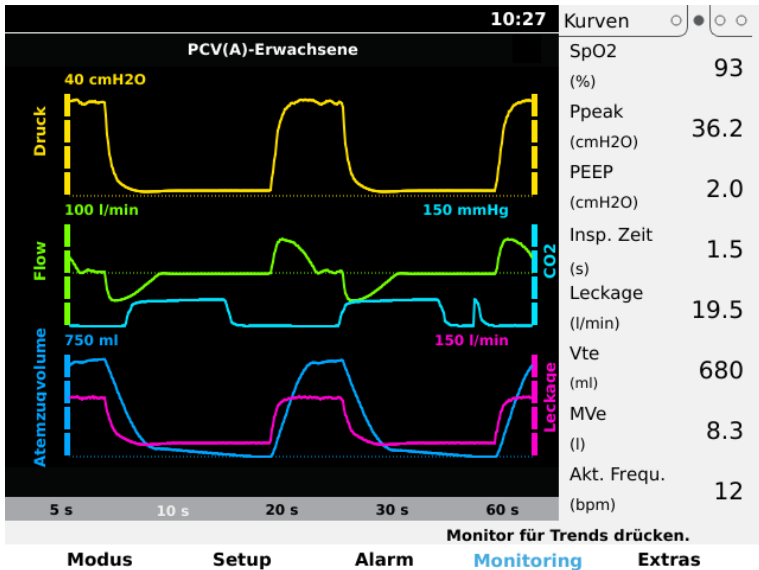 10:27
PCV(A)-Erwachsene
40 cmH2O
Druck
100 l/min
150 mmHg
Flow
CO2
750 ml
150 l/min
Atemzugvolume
Leckage
5 s 10 s 20 s 30 s 60 s
Kurven
SpO2
(%)
93
Ppeak
(cmH2O)
36.2
PEEP
(cmH2O)
2.0
Insp. Zeit
(s)
1.5
Leckage
(l/min)
19.5
Vte
(ml)
680
MVe
(l)
8.3
Akt. Frequ.
(bpm)
12
Monitor für Trends drücken.
Modus Setup Alarm Monitoring Extras